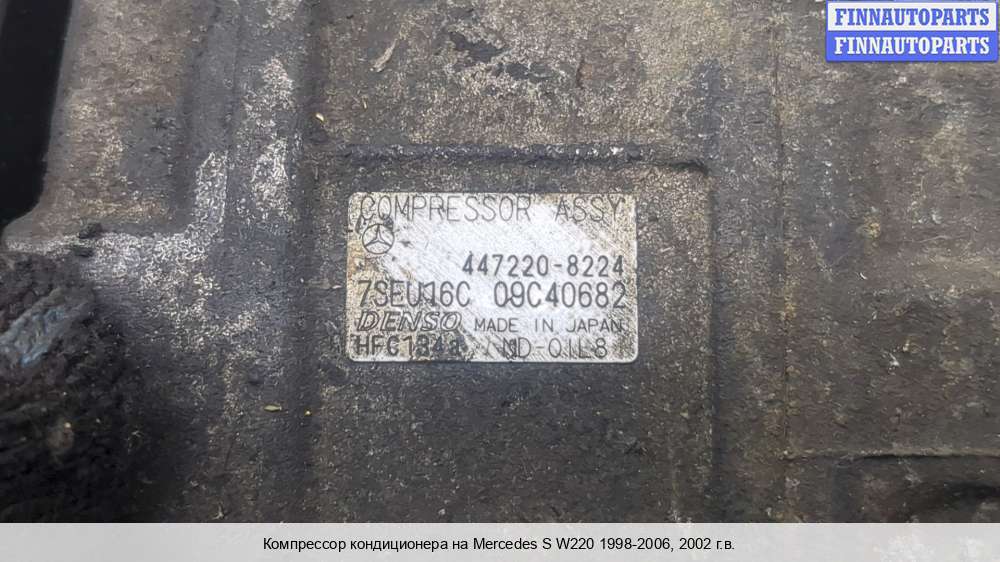 FINNAUTOPARTS
FINNAUTOPARTS
COMPRESSOR ASSY
447220-8224
7SEU16C 09C40682
DENSO MADE IN JAPAN
HFC134a ND-OIL8
Компрессор кондиционера на Mercedes S W220 1998-2006, 2002 г.в.